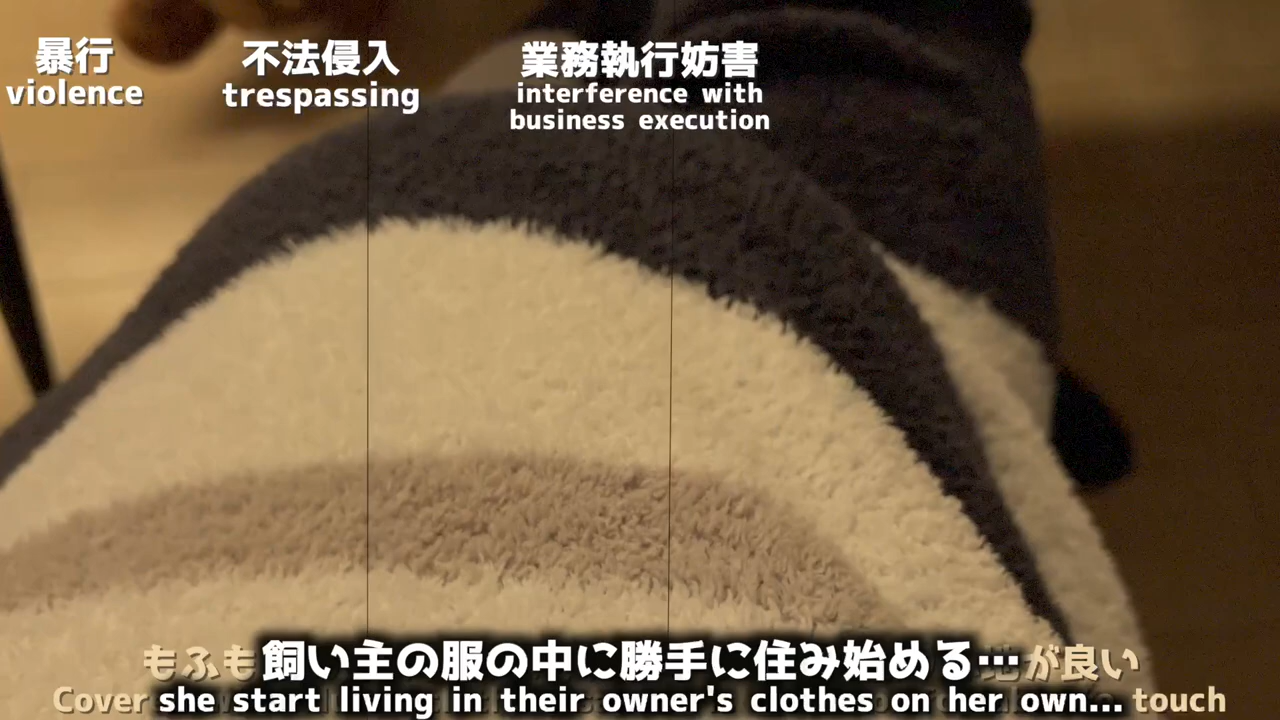 暴行
violence
不法侵入
trespassing
業務執行妨害
interference with
business execution
もふも
飼い主の服の中に勝手に住み始める…
が良い
Cover
she start living in their owner's clothes on her own...
touch